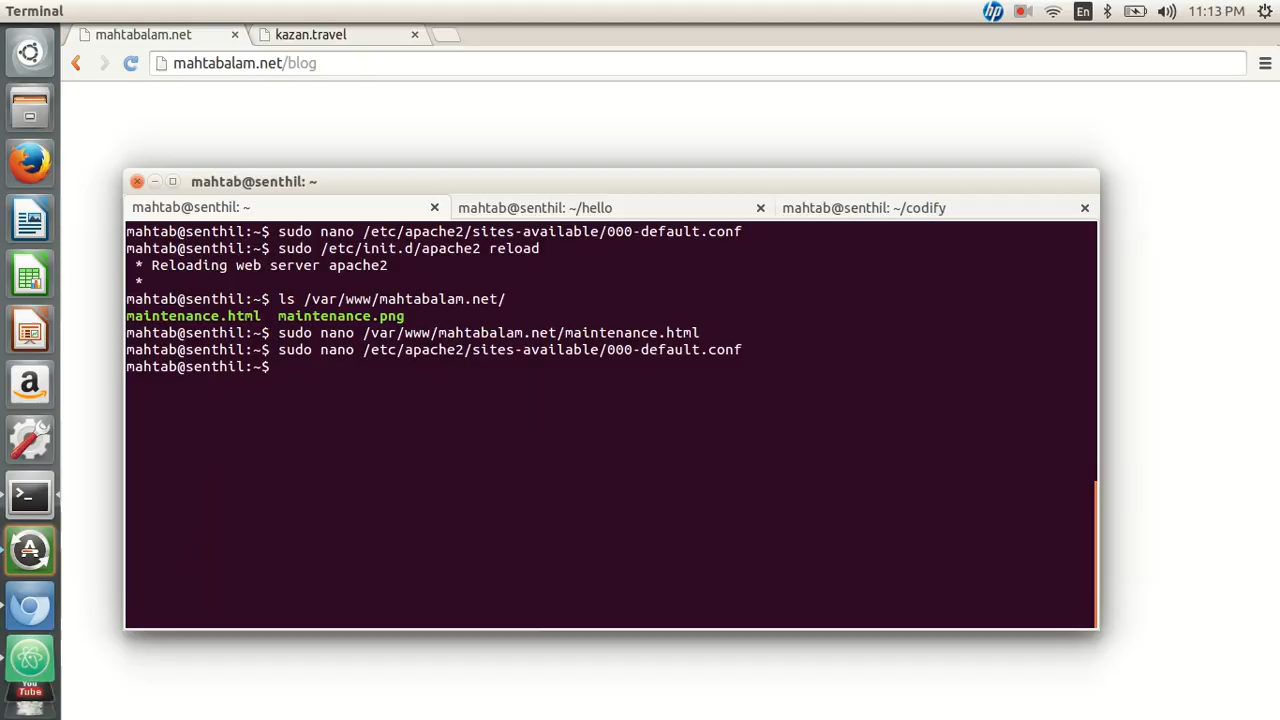 Terminal
hp
En
11:13 PM
mahtabalam.net
kazan.travel
mahtabalam.net/blog
mahtab@senthil: ~
mahtab@senthil: ~
mahtab@senthil: ~/hello
mahtab@senthil: ~/codify
mahtab@senthil:~$ sudo nano /etc/apache2/sites-available/000-default.conf
mahtab@senthil:~$ sudo /etc/init.d/apache2 reload
* Reloading web server apache2
*
mahtab@senthil:~$ ls /var/www/mahtabalam.net/
maintenance.html  maintenance.png
mahtab@senthil:~$ sudo nano /var/www/mahtabalam.net/maintenance.html
mahtab@senthil:~$ sudo nano /etc/apache2/sites-available/000-default.conf
mahtab@senthil:~$
a
>_
A
You
Tube